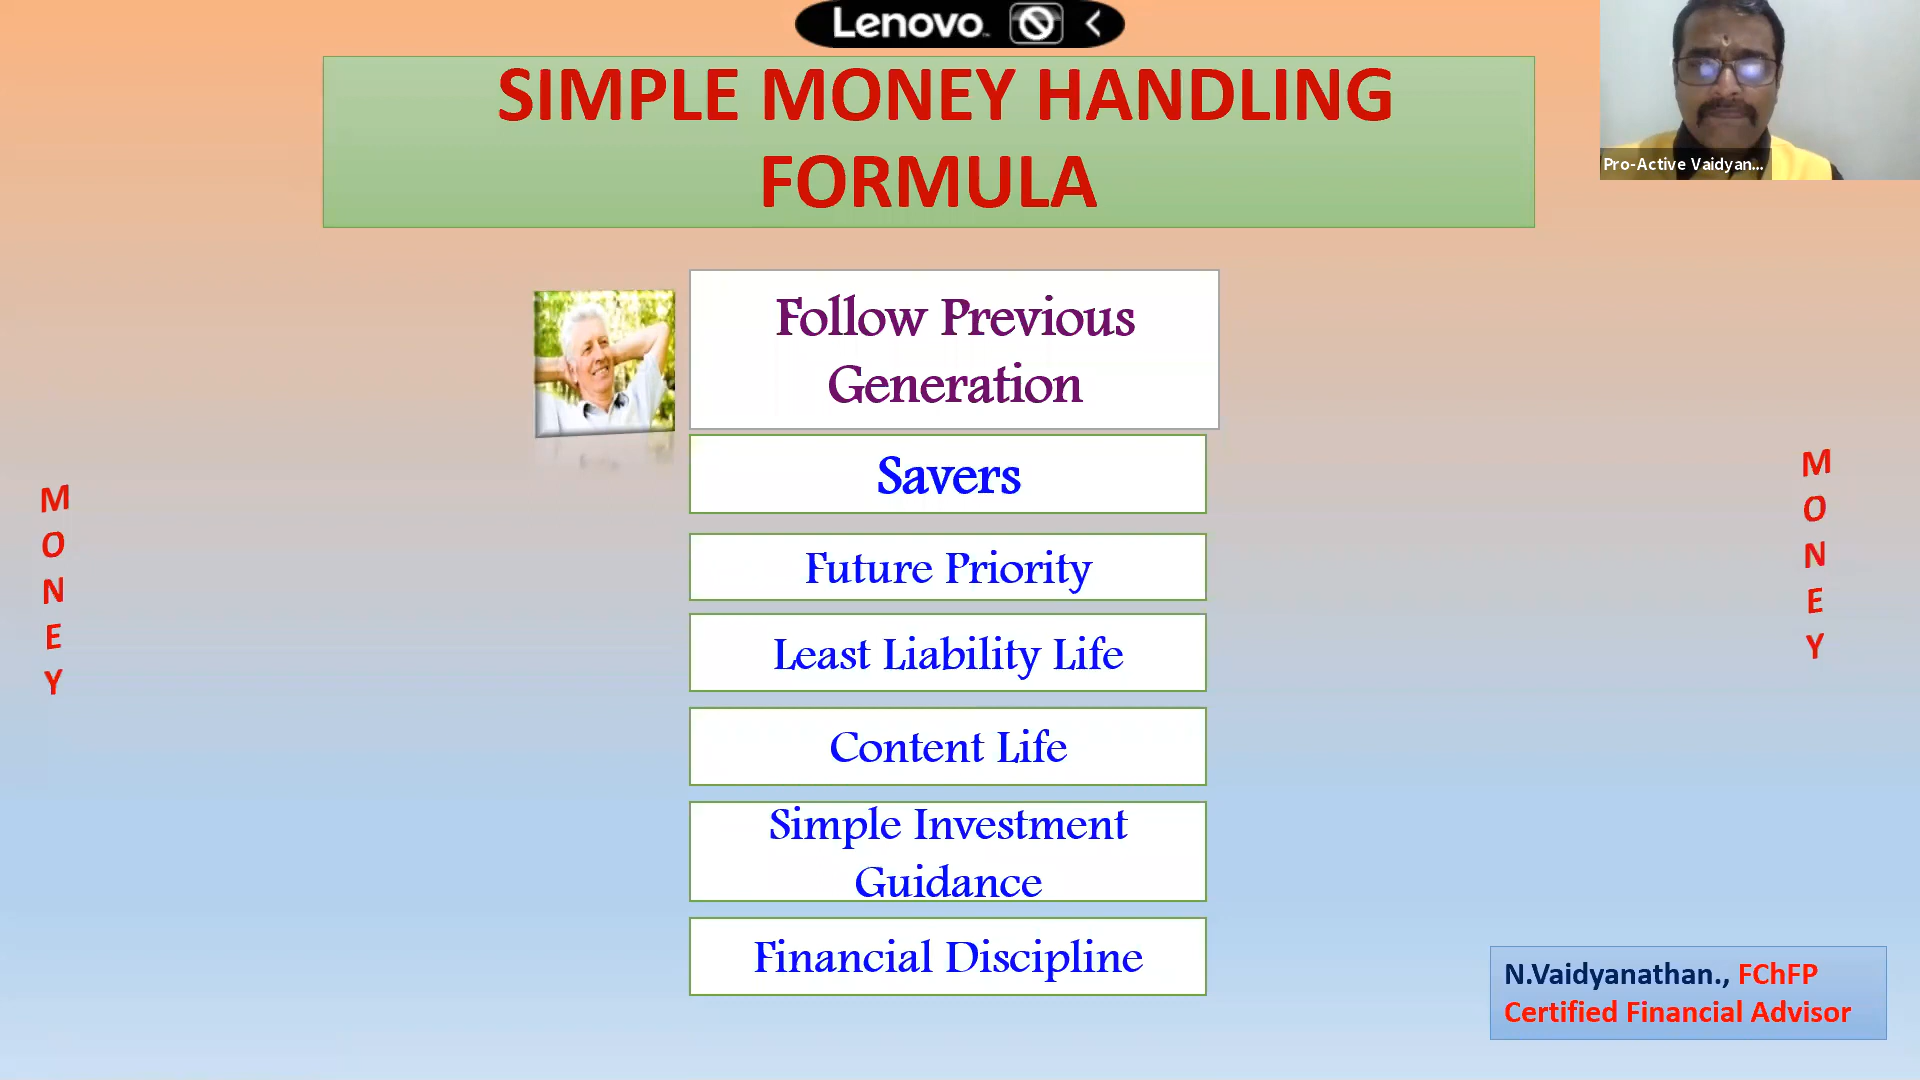 Lenovo
SIMPLE MONEY HANDLING
FORMULA
Pro-Active Vaidyan...
Follow Previous
Generation
Savers
Future Priority
Least Liability Life
Content Life
Simple Investment
Guidance
Financial Discipline
M
O
N
E
Y
M
O
N
E
Y
N.Vaidyanathan., FChFP
Certified Financial Advisor